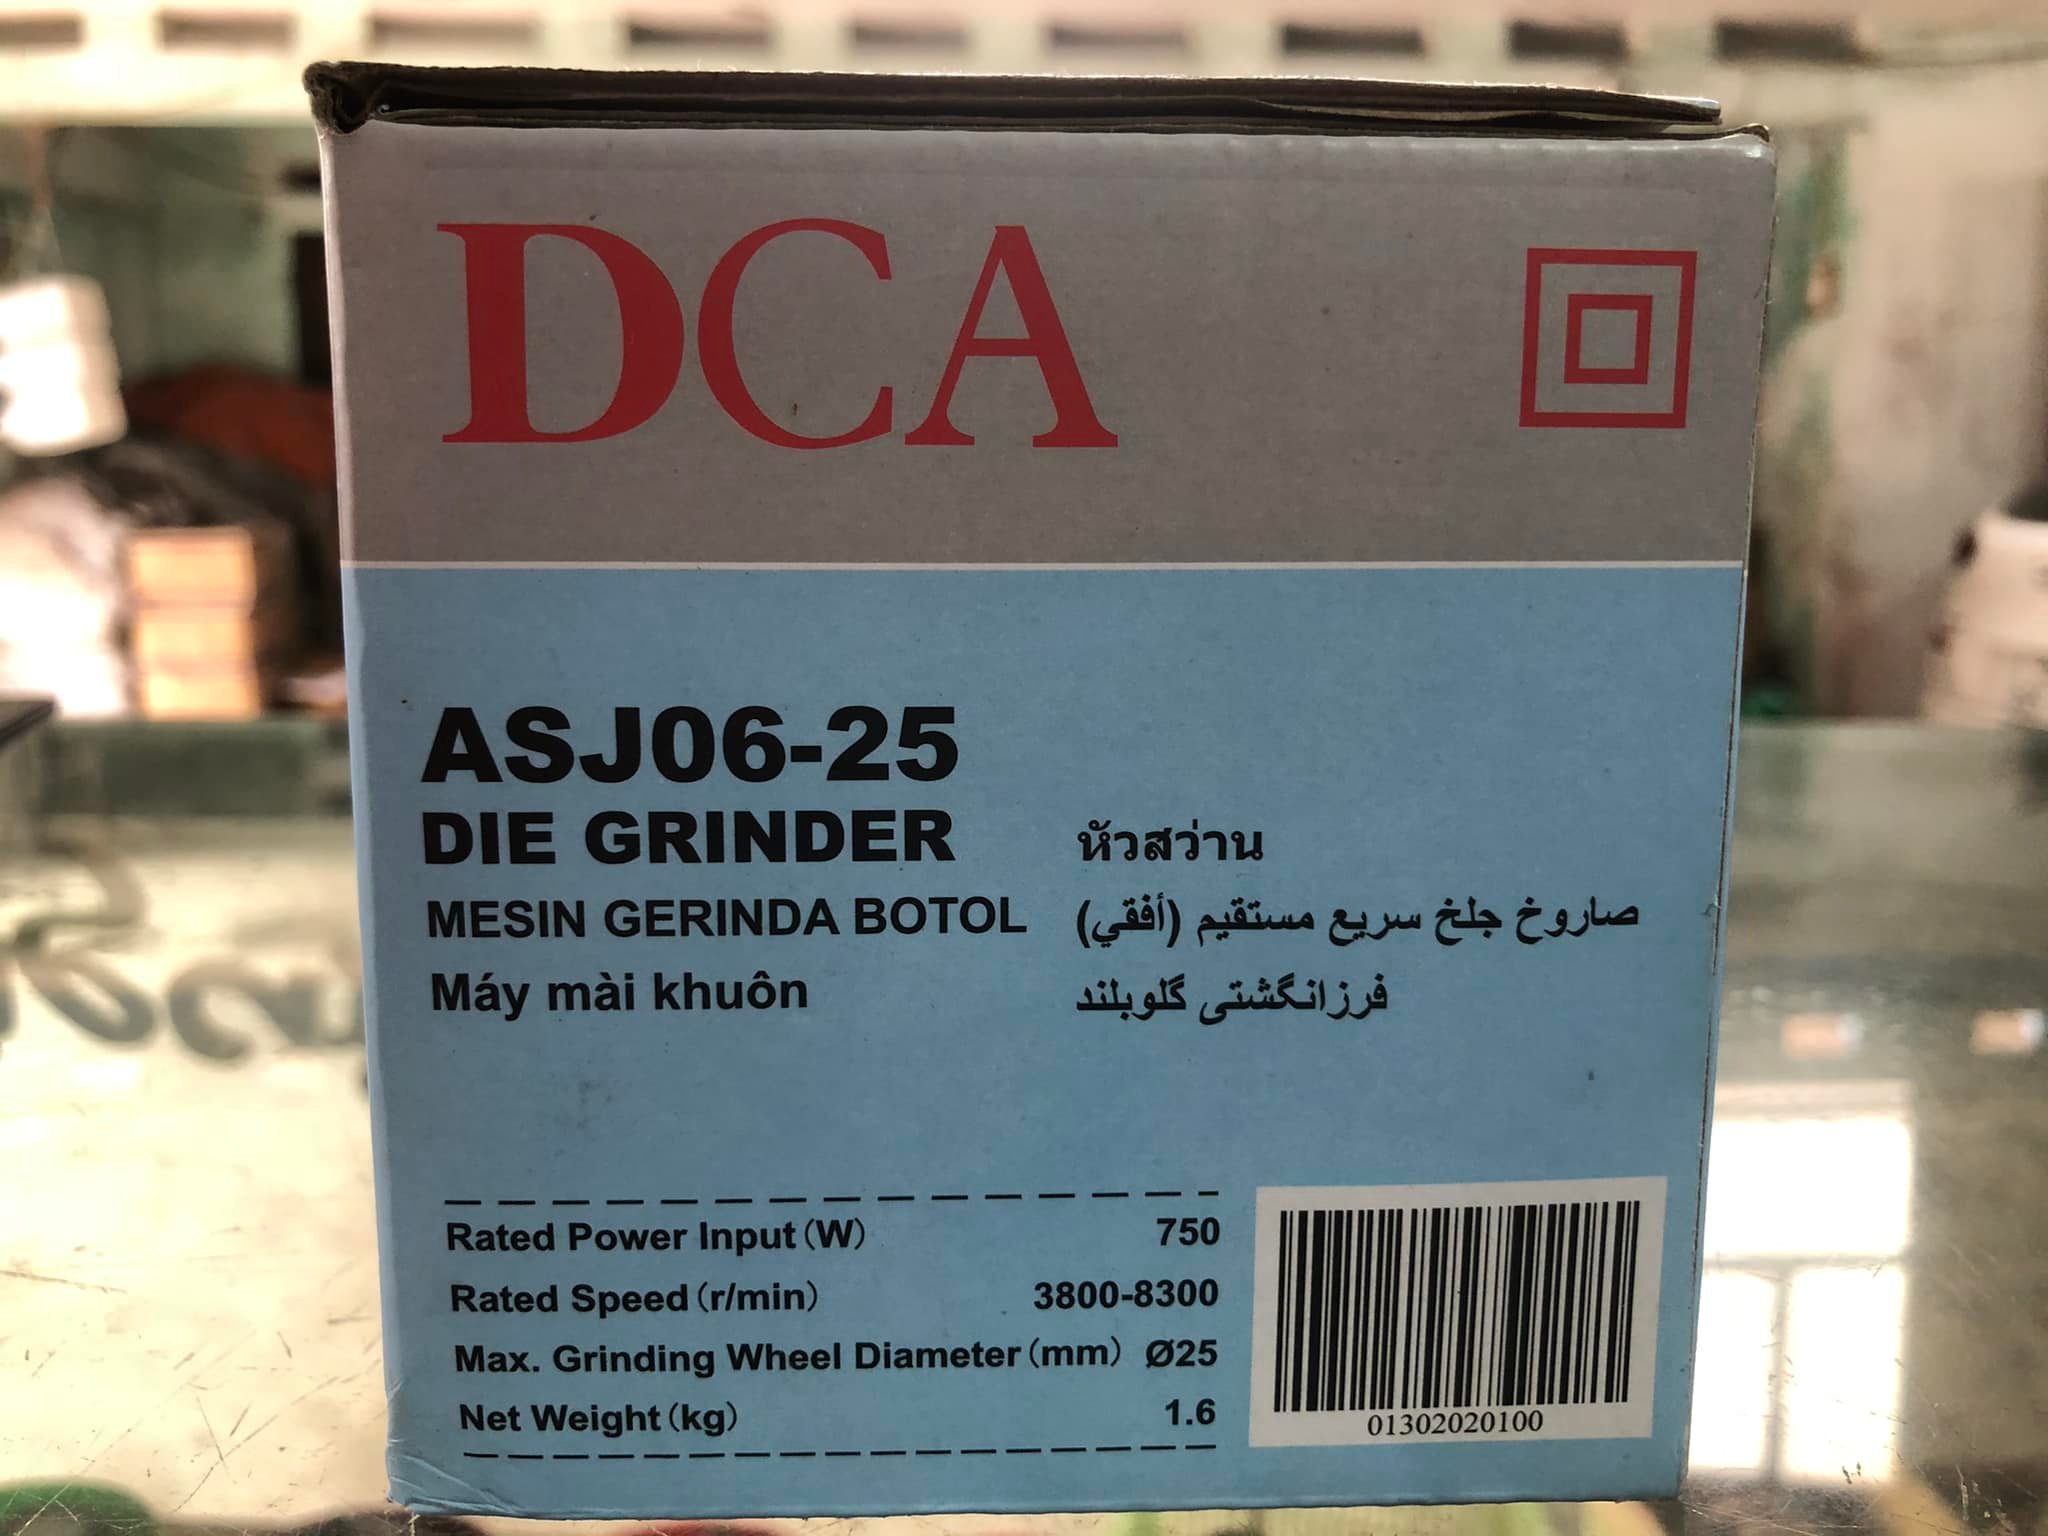 DCA
ASJ06-25
DIE GRINDER
หัวสว่าน
MESIN GERINDA BOTOL
صاروخ جلخ سريع مستقيم (أفقي)
Máy mài khuôn
فرزانگشتی گلوبلند
Rated Power Input (W) 750
Rated Speed (r/min) 3800-8300
Max. Grinding Wheel Diameter (mm) Ø25
Net Weight (kg) 1.6
01302020100